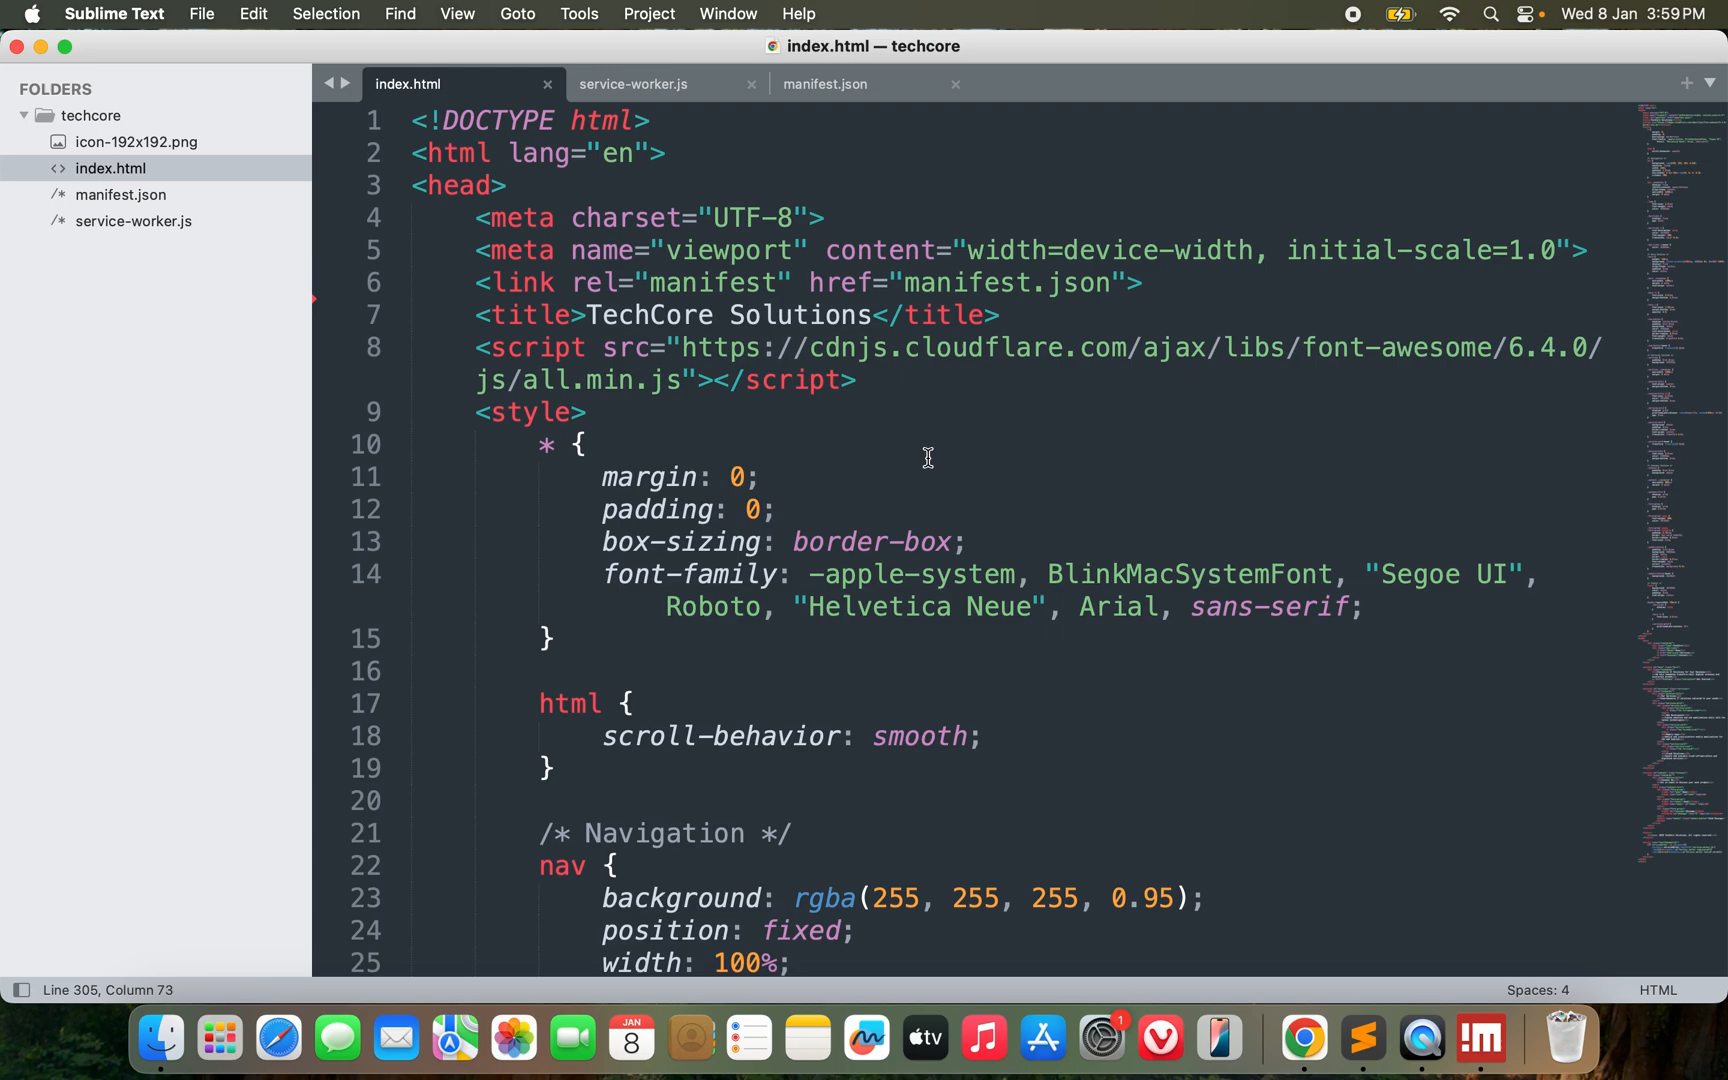 Sublime Text File Edit Selection Find View Goto Tools Project Window Help Wed 8 Jan 3:59 PM
index.html — techcore
FOLDERS
techcore
icon-192x192.png
<> index.html
/* manifest.json
/* service-worker.js
index.html service-worker.js manifest.json
1 <!DOCTYPE html>
2 <html lang="en">
3 <head>
4 <meta charset="UTF-8">
5 <meta name="viewport" content="width=device-width, initial-scale=1.0">
6 <link rel="manifest" href="manifest.json">
7 <title>TechCore Solutions</title>
8 <script src="https://cdnjs.cloudflare.com/ajax/libs/font-awesome/6.4.0/
js/all.min.js"></script>
9 <style>
10 * {
11 margin: 0;
12 padding: 0;
13 box-sizing: border-box;
14 font-family: -apple-system, BlinkMacSystemFont, "Segoe UI",
Roboto, "Helvetica Neue", Arial, sans-serif;
15 }
16
17 html {
18 scroll-behavior: smooth;
19 }
20
21 /* Navigation */
22 nav {
23 background: rgba(255, 255, 255, 0.95);
24 position: fixed;
25 width: 100%;
Line 305, Column 73 Spaces: 4 HTML
JAN
8
tv
1
!M